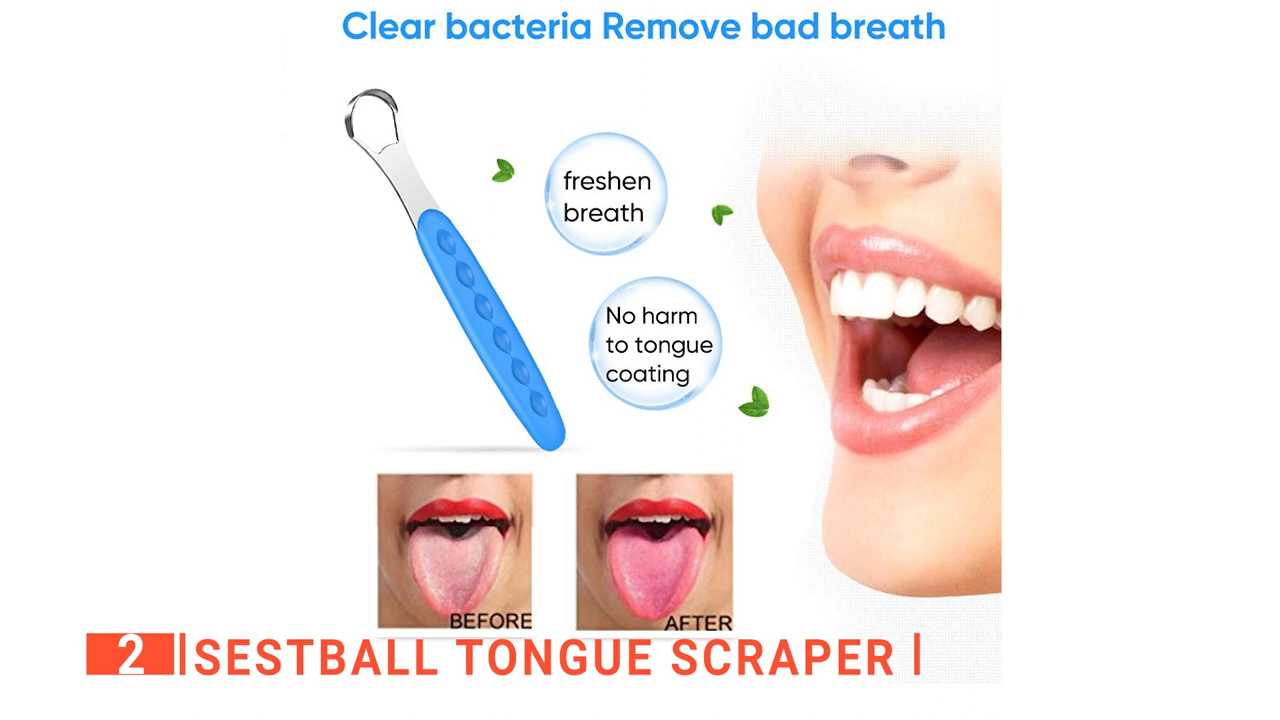 Clear bacteria Remove bad breath
freshen
breath
No harm
to tongue
coating
BEFORE
AFTER
2 |SESTBALL TONGUE SCRAPER |